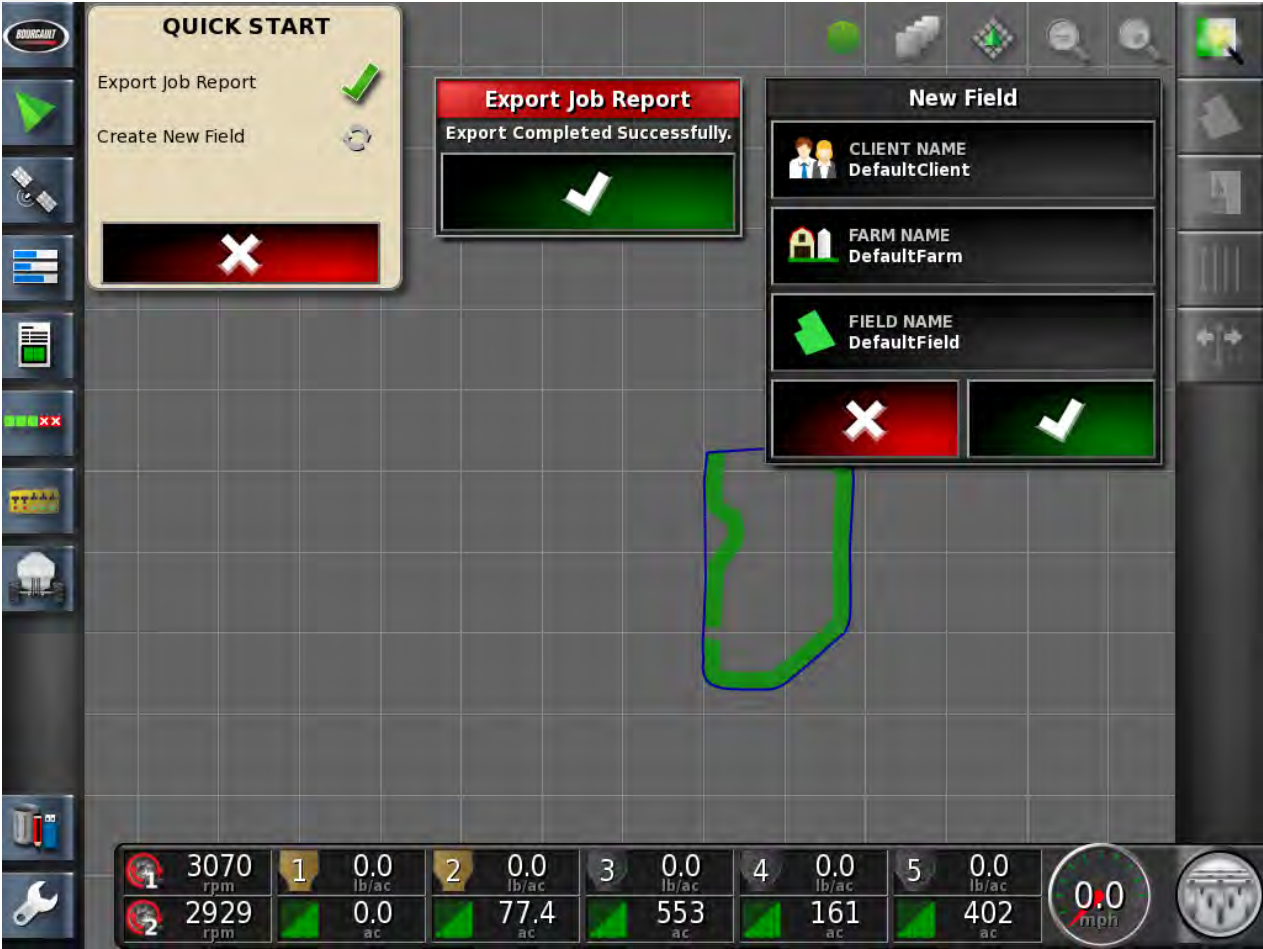 BOURGAULT
QUICK START
Export Job Report
Create New Field
Export Job Report
Export Completed Successfully.
New Field
CLIENT NAME
DefaultClient
FARM NAME
DefaultFarm
FIELD NAME
DefaultField
1 3070 rpm
1 0.0 lb/ac
2 0.0 lb/ac
3 0.0 lb/ac
4 0.0 lb/ac
5 0.0 lb/ac
2 2929 rpm
0.0 ac
77.4 ac
553 ac
161 ac
402 ac
0.0 mph